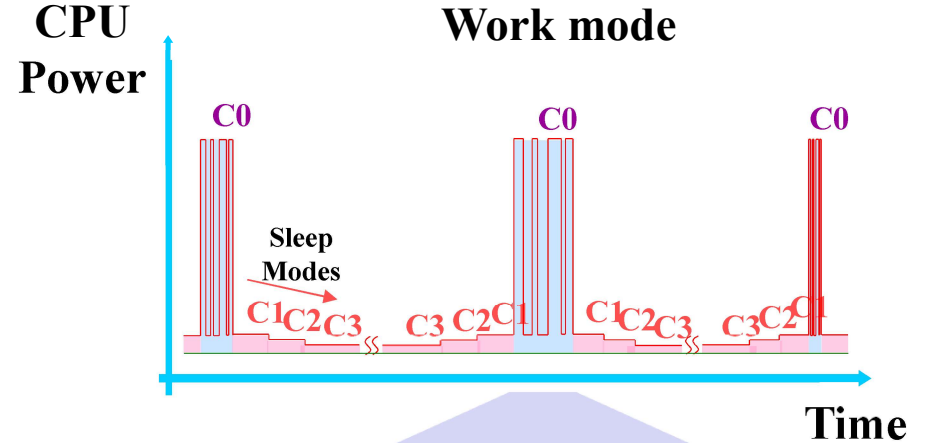 CPU
Power
Work mode
C0
C0
C0
Sleep
Modes
C1
C2
C3
C3
C2
C1
C1
C2
C3
C3
C2
C1
Time